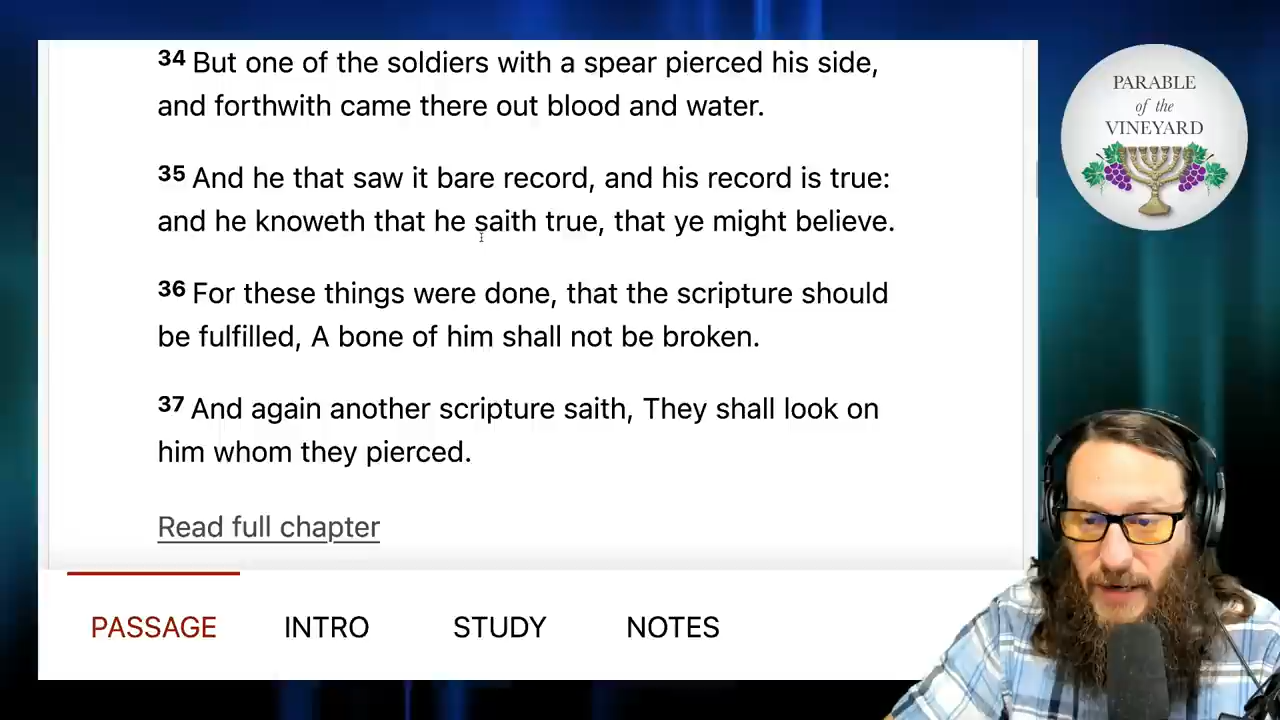 34 But one of the soldiers with a spear pierced his side,
and forthwith came there out blood and water.
35 And he that saw it bare record, and his record is true:
and he knoweth that he saith true, that ye might believe.
36 For these things were done, that the scripture should
be fulfilled, A bone of him shall not be broken.
37 And again another scripture saith, They shall look on
him whom they pierced.
Read full chapter
PASSAGE INTRO STUDY NOTES
PARABLE
of the
VINEYARD